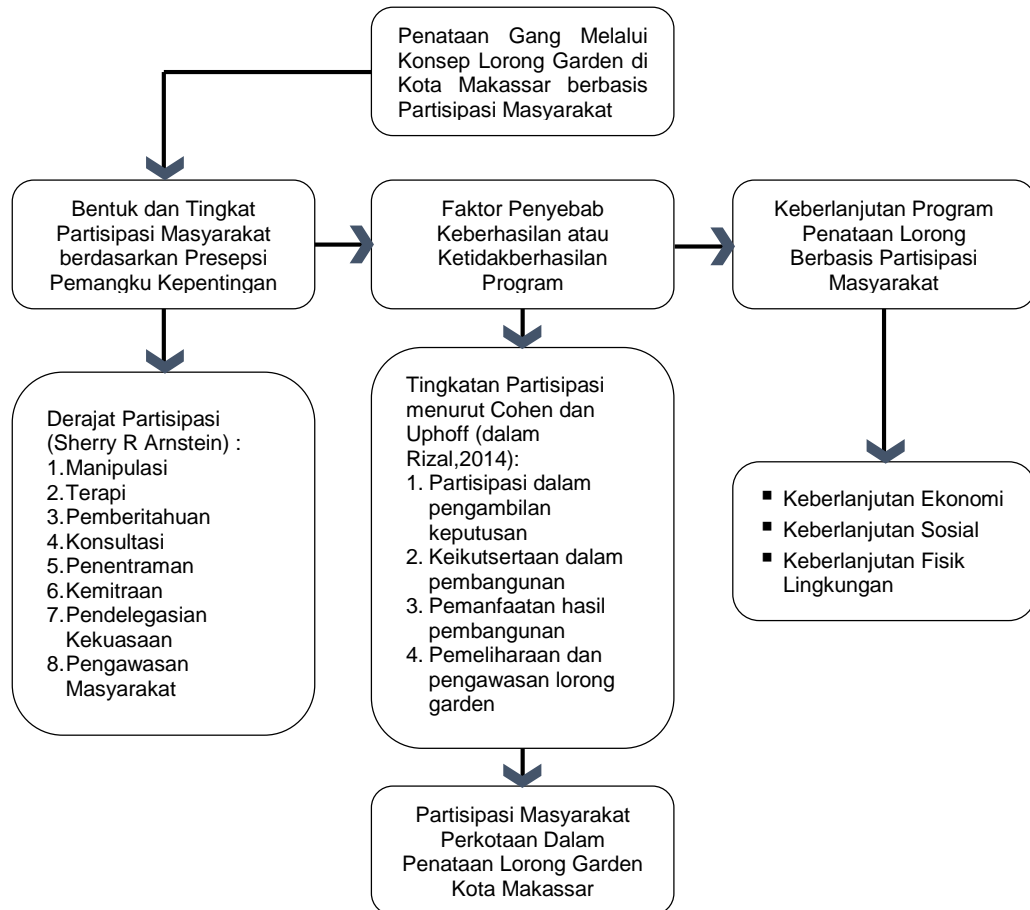 Penataan Gang Melalui
Konsep Lorong Garden di
Kota Makassar berbasis
Partisipasi Masyarakat
Bentuk dan Tingkat
Partisipasi Masyarakat
berdasarkan Presepsi
Pemangku Kepentingan
Faktor Penyebab
Keberhasilan atau
Ketidakberhasilan
Program
Keberlanjutan Program
Penataan Lorong
Berbasis Partisipasi
Masyarakat
Derajat Partisipasi
(Sherry R Arnstein) :
1.Manipulasi
2.Terapi
3.Pemberitahuan
4.Konsultasi
5.Penentraman
6.Kemitraan
7.Pendelegasian
Kekuasaan
8.Pengawasan
Masyarakat
Tingkatan Partisipasi
menurut Cohen dan
Uphoff (dalam
Rizal,2014):
1. Partisipasi dalam
pengambilan
keputusan
2. Keikutsertaan dalam
pembangunan
3. Pemanfaatan hasil
pembangunan
4. Pemeliharaan dan
pengawasan lorong
garden
▪ Keberlanjutan Ekonomi
▪ Keberlanjutan Sosial
▪ Keberlanjutan Fisik
Lingkungan
Partisipasi Masyarakat
Perkotaan Dalam
Penataan Lorong Garden
Kota Makassar